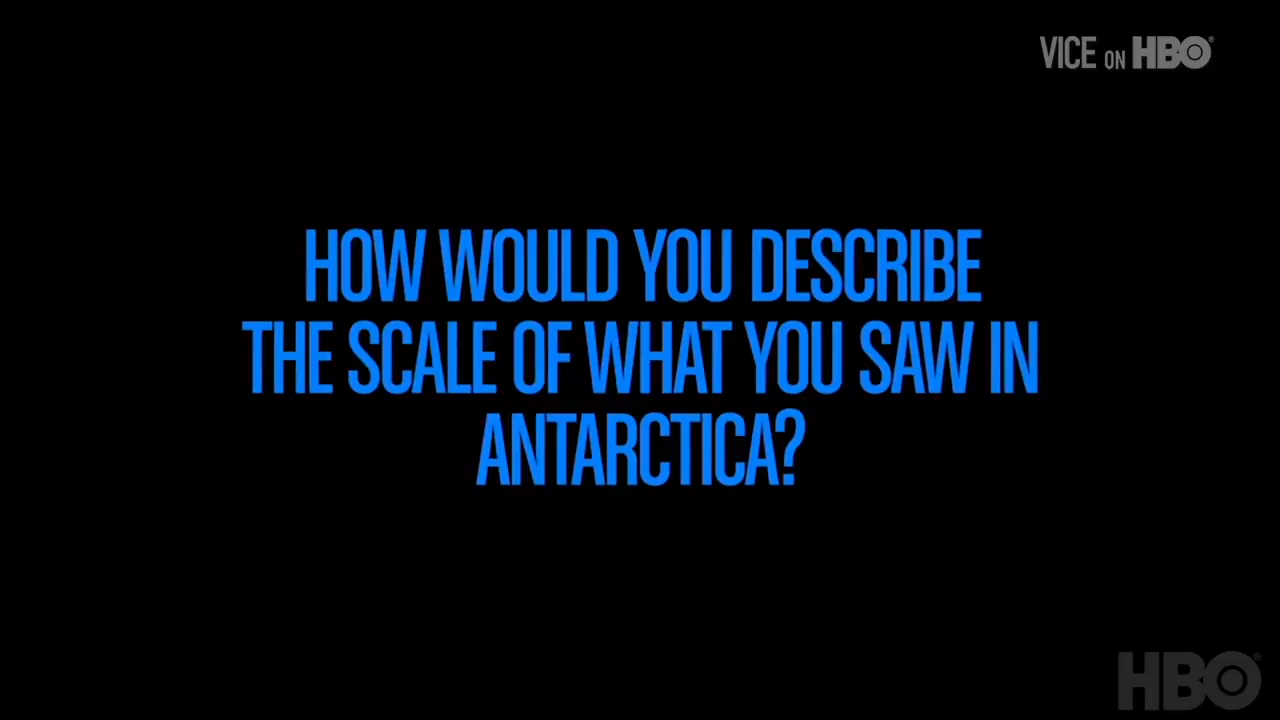 VICE ON HBO
HOW WOULD YOU DESCRIBE
THE SCALE OF WHAT YOU SAW IN
ANTARCTICA?
HBO